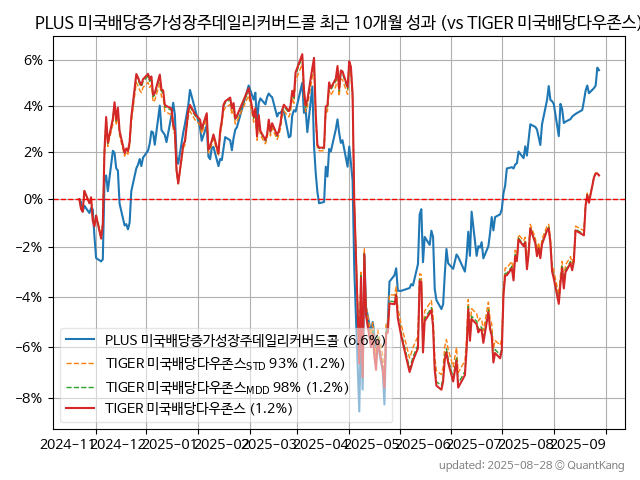 PLUS 미국배당증가성장주데일리커버드콜 최근 10개월 성과 (vs TIGER 미국배당다우존스)
6%
4%
2%
0%
−2%
−4%
−6%
−8%
PLUS 미국배당증가성장주데일리커버드콜 (6.6%)
TIGER 미국배당다우존스STD 93% (1.2%)
TIGER 미국배당다우존스MDD 98% (1.2%)
TIGER 미국배당다우존스 (1.2%)
2024-11 2024-12 2025-01 2025-02 2025-03 2025-04 2025-05 2025-06 2025-07 2025-08 2025-09
updated: 2025-08-28 © QuantKang